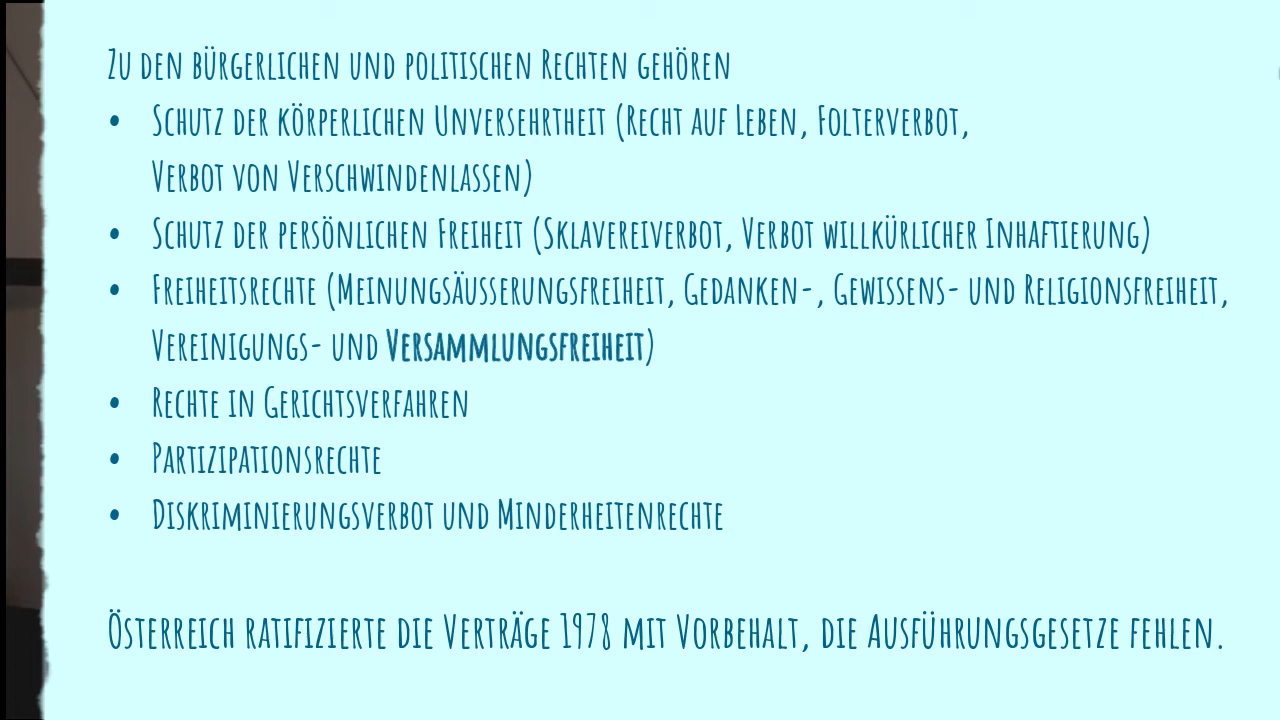 Zu den bürgerlichen und politischen Rechten gehören
• Schutz der körperlichen Unversehrtheit (Recht auf Leben, Folterverbot,
Verbot von Verschwindenlassen)
• Schutz der persönlichen Freiheit (Sklavereiverbot, Verbot willkürlicher Inhaftierung)
• Freiheitsrechte (Meinungsäusserungsfreiheit, Gedanken-, Gewissens- und Religionsfreiheit,
Vereinigungs- und Versammlungsfreiheit)
• Rechte in Gerichtsverfahren
• Partizipationsrechte
• Diskriminierungsverbot und Minderheitenrechte
Österreich ratifizierte die Verträge 1978 mit Vorbehalt, die Ausführungsgesetze fehlen.